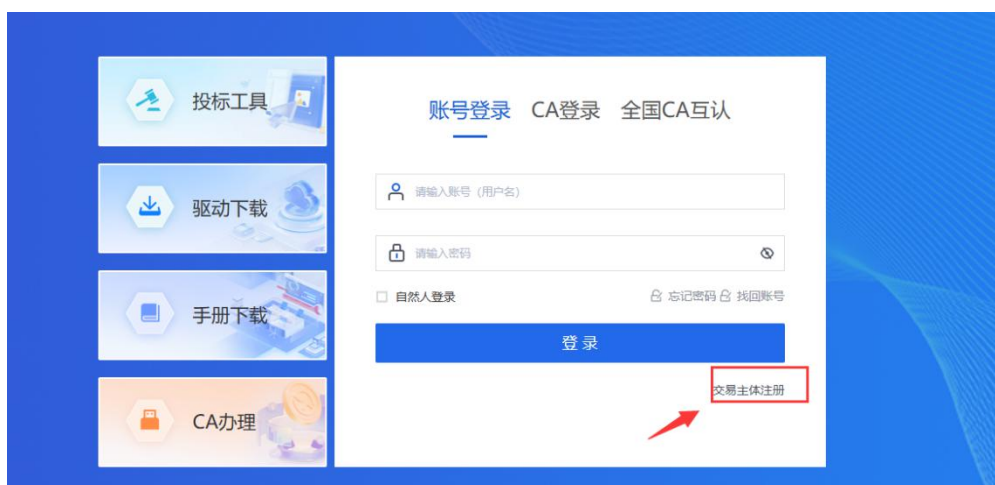 投标工具
驱动下载
手册下载
CA办理
账号登录 CA登录 全国CA互认
请输入账号（用户名）
请输入密码
自然人登录 忘记密码 找回账号
登录
交易主体注册